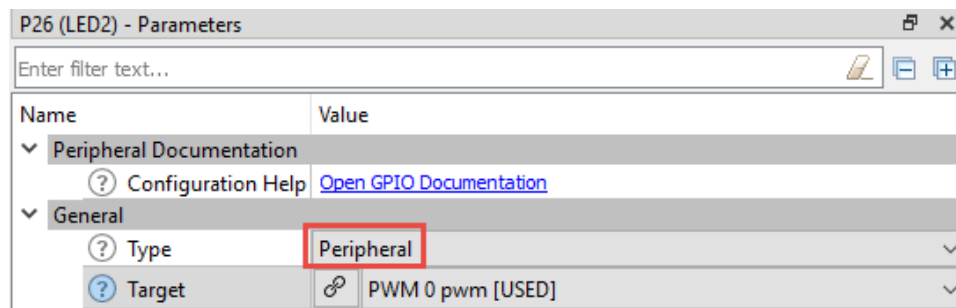 P26 (LED2) - Parameters
Enter filter text...
Name Value
Peripheral Documentation
? Configuration Help Open GPIO Documentation
General
? Type Peripheral
? Target PWM 0 pwm [USED]